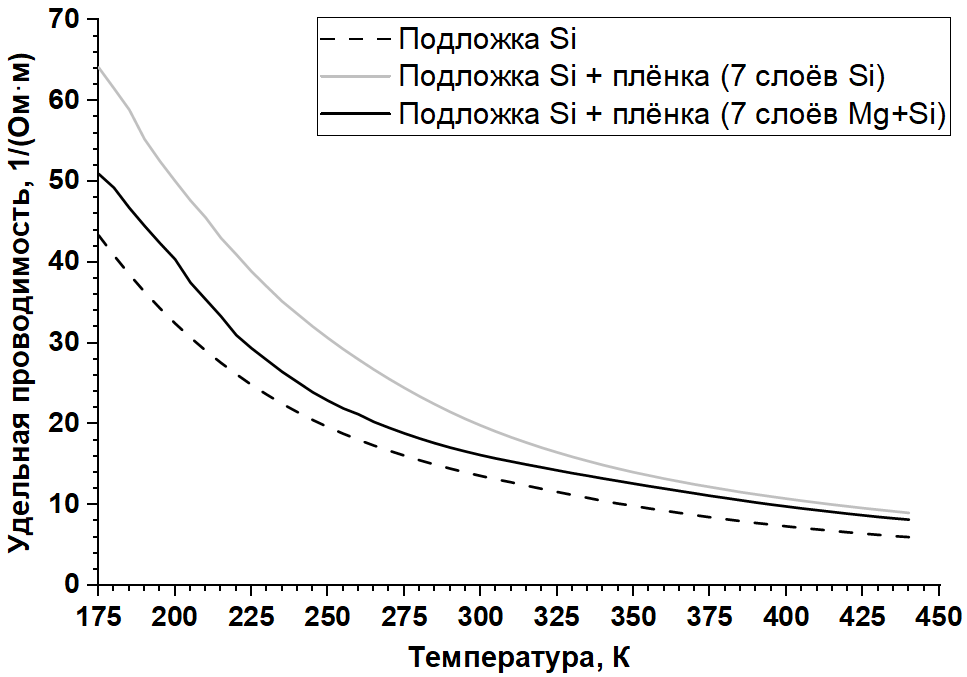 70
60
50
40
30
20
10
0
Удельная проводимость, 1/(Ом·м)
Подложка Si
Подложка Si + плёнка (7 слоёв Si)
Подложка Si + плёнка (7 слоёв Mg+Si)
175 200 225 250 275 300 325 350 375 400 425 450
Температура, К